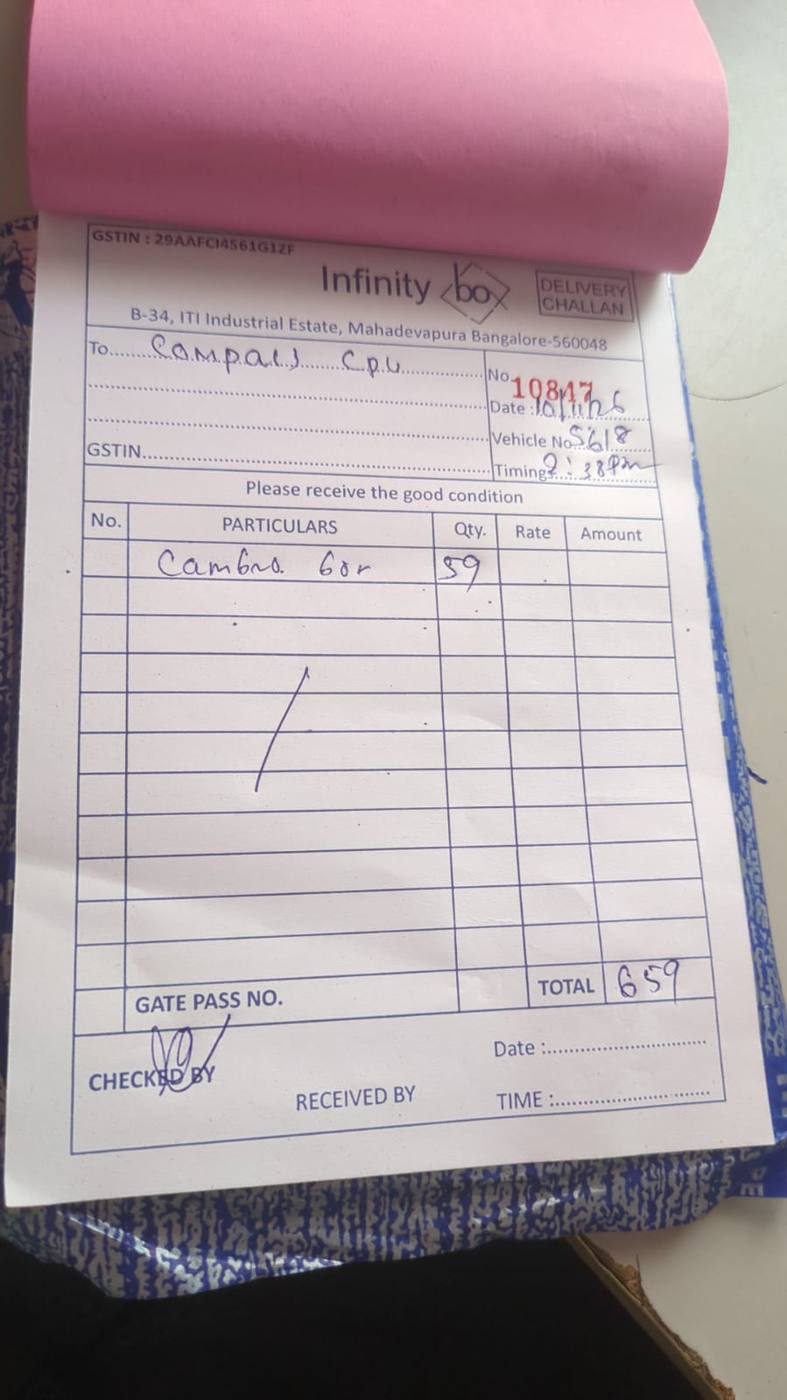 GSTIN : 29AAFCI4561G1ZF
Infinity box
DELIVERY
CHALLAN
B-34, ITI Industrial Estate, Mahadevapura Bangalore-560048
To......... Compass Cpu
No. 10847
Date :
Vehicle No. 5618
GSTIN
Timing : 38Pm
Please receive the good condition
No. PARTICULARS Qty. Rate Amount
Cambro 59
GATE PASS NO. TOTAL 659
Date :
CHECKED BY
RECEIVED BY
TIME :